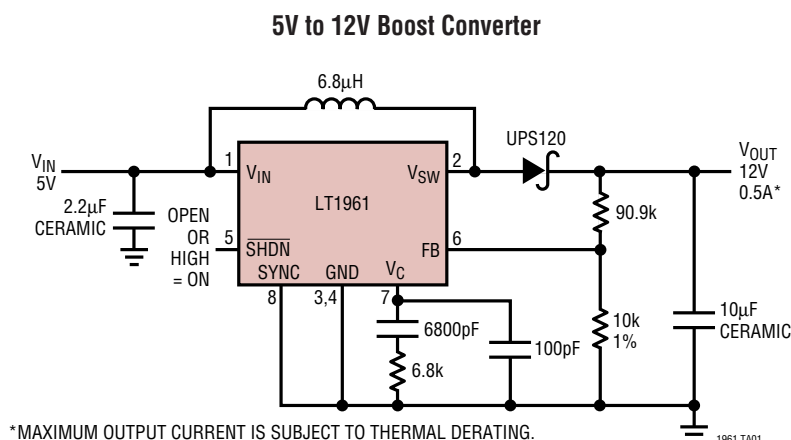 5V to 12V Boost Converter
6.8µH
UPS120
VIN
5V
1
VIN
VSW
2
VOUT
12V
0.5A*
2.2µF
CERAMIC
LT1961
90.9k
OPEN
OR
HIGH
= ON
5
SHDN
FB
6
SYNC
GND
VC
8
3,4
7
6800pF
6.8k
100pF
10k
1%
10µF
CERAMIC
*MAXIMUM OUTPUT CURRENT IS SUBJECT TO THERMAL DERATING.
1961 TA01